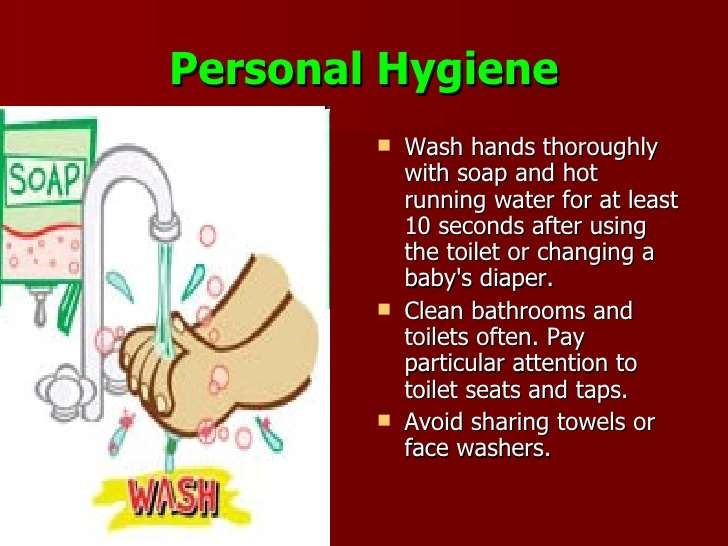 Personal Hygiene
SOAP
WASH
Wash hands thoroughly
with soap and hot
running water for at least
10 seconds after using
the toilet or changing a
baby's diaper.
Clean bathrooms and
toilets often. Pay
particular attention to
toilet seats and taps.
Avoid sharing towels or
face washers.